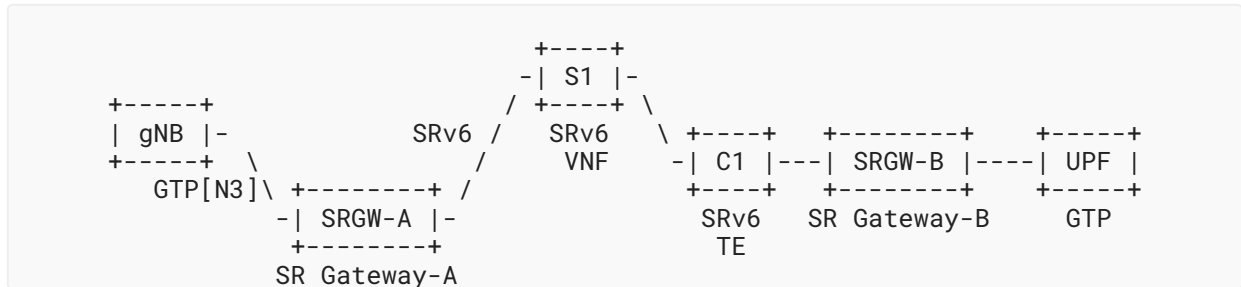 +----+
                                 -| S1 |-
       +-----+                  / +----+ \
       | gNB |-            SRv6 /   SRv6   \  +----+   +--------+    +-----+
       +-----+  \              /     VNF     -| C1 |---| SRGW-B |----| UPF |
         GTP[N3]\ +--------+  /               +----+   +--------+    +-----+
                 -| SRGW-A |-                  SRv6   SR Gateway-B     GTP
                  +--------+                    TE
                 SR Gateway-A